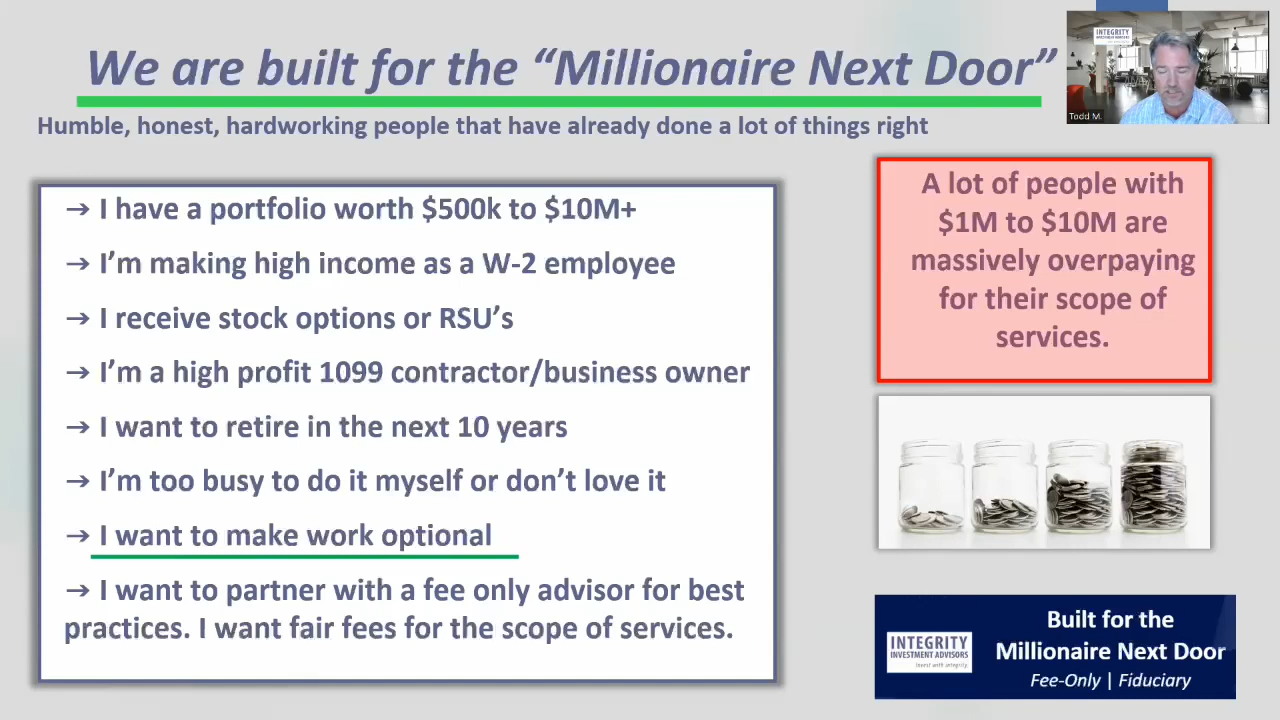 We are built for the “Millionaire Next Door”
Humble, honest, hardworking people that have already done a lot of things right
INTEGRITY
INVESTMENT ADVISORS
Todd M.
→ I have a portfolio worth $500k to $10M+
→ I’m making high income as a W-2 employee
→ I receive stock options or RSU’s
→ I’m a high profit 1099 contractor/business owner
→ I want to retire in the next 10 years
→ I’m too busy to do it myself or don’t love it
→ I want to make work optional
→ I want to partner with a fee only advisor for best
practices. I want fair fees for the scope of services.
A lot of people with
$1M to $10M are
massively overpaying
for their scope of
services.
INTEGRITY
INVESTMENT ADVISORS
Invest with integrity.
Built for the
Millionaire Next Door
Fee-Only | Fiduciary